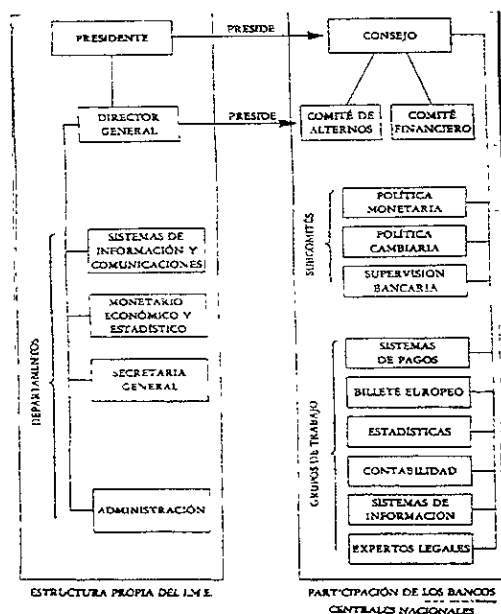 PRESIDENTE
PRESIDE
CONSEJO
DIRECTOR
GENERAL
PRESIDE
COMITÉ DE
ALTERNOS
COMITÉ
FINANCIERO
DEPARTAMENTOS
SISTEMAS DE
INFORMACIÓN Y
COMUNICACIONES
MONETARIO
ECONÓMICO Y
ESTADÍSTICO
SECRETARIA
GENERAL
ADMINISTRACIÓN
SUBCOMITÉS
POLÍTICA
MONETARIA
POLÍTICA
CAMBIARIA
SUPERVISION
BANCARIA
GRUPOS DE TRABAJO
SISTEMAS
DE PAGOS
BILLETE EUROPEO
ESTADÍSTICAS
CONTABILIDAD
SISTEMAS DE
INFORMACIÓN
EXPERTOS LEGALES
ESTRUCTURA PROPIA DEL I.M.E.
PARTICIPACIÓN DE LOS BANCOS
CENTRALES NACIONALES